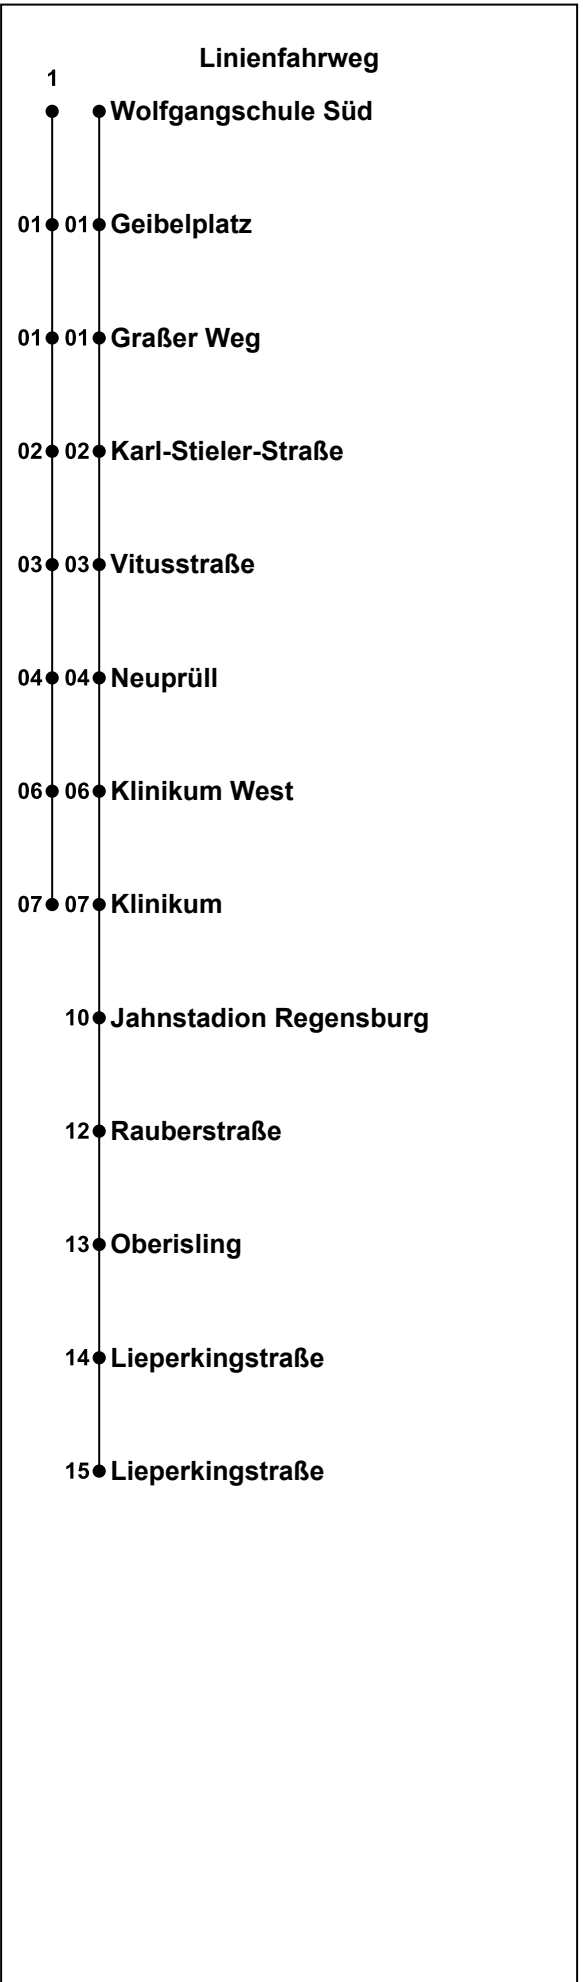 Linienfahrweg
1
Wolfgangschule Süd
01 01 Geibelplatz
01 01 Graßer Weg
02 02 Karl-Stieler-Straße
03 03 Vitusstraße
04 04 Neuprüll
06 06 Klinikum West
07 07 Klinikum
10 Jahnstadion Regensburg
12 Rauberstraße
13 Oberisling
14 Lieperkingstraße
15 Lieperkingstraße